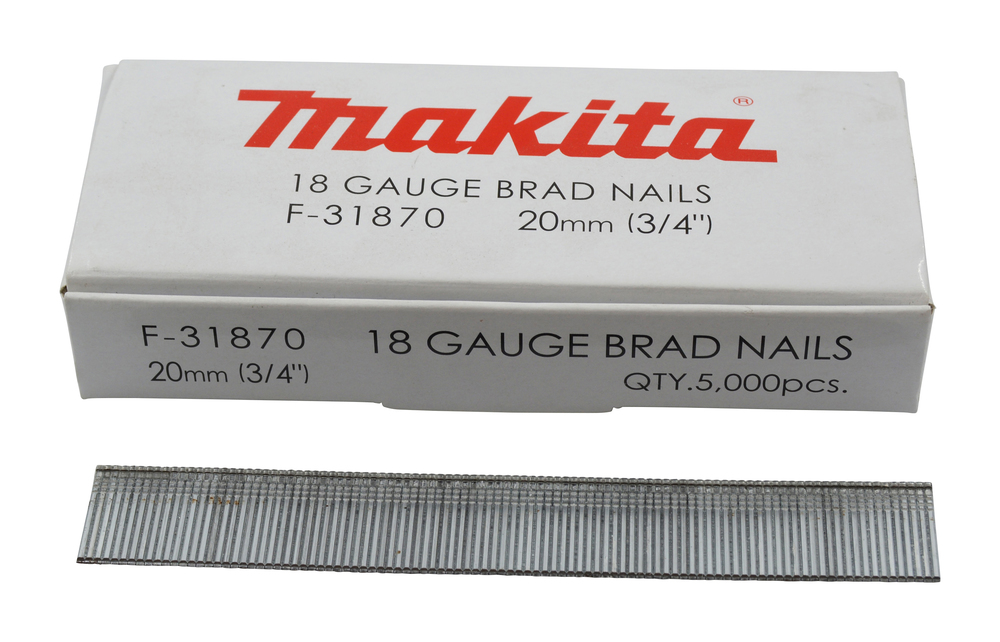 makita®
18 GAUGE BRAD NAILS
F-31870 20mm (3/4")
F-31870 18 GAUGE BRAD NAILS
20mm (3/4") QTY.5,000pcs.